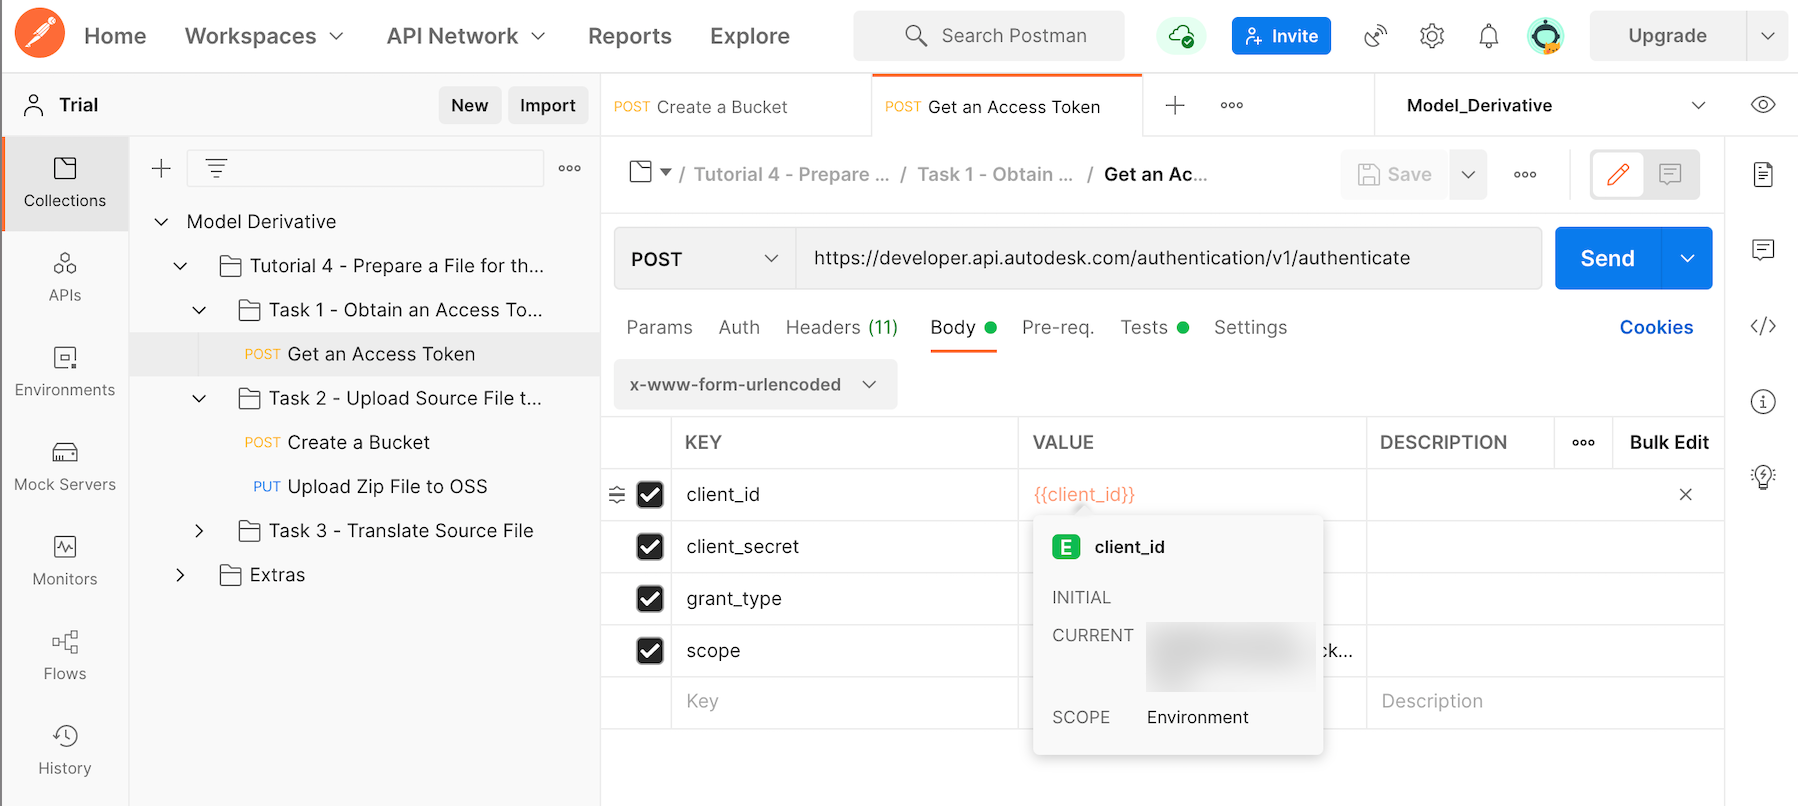 Home Workspaces API Network Reports Explore Search Postman Invite Upgrade
Trial New Import
POST Create a Bucket POST Get an Access Token ooo Model_Derivative
Collections
APIs
Environments
Mock Servers
Monitors
Flows
History
ooo
Model Derivative
Tutorial 4 - Prepare a File for th...
Task 1 - Obtain an Access To...
POST Get an Access Token
Task 2 - Upload Source File t...
POST Create a Bucket
PUT Upload Zip File to OSS
Task 3 - Translate Source File
Extras
/ Tutorial 4 - Prepare ... / Task 1 - Obtain ... / Get an Ac... Save ooo
POST https://developer.api.autodesk.com/authentication/v1/authenticate Send
Params Auth Headers (11) Body Pre-req. Tests Settings Cookies
x-www-form-urlencoded
KEY VALUE DESCRIPTION ooo Bulk Edit
client_id {{client_id}}
client_secret
grant_type
scope ck...
Key Description
E client_id
INITIAL
CURRENT
SCOPE Environment